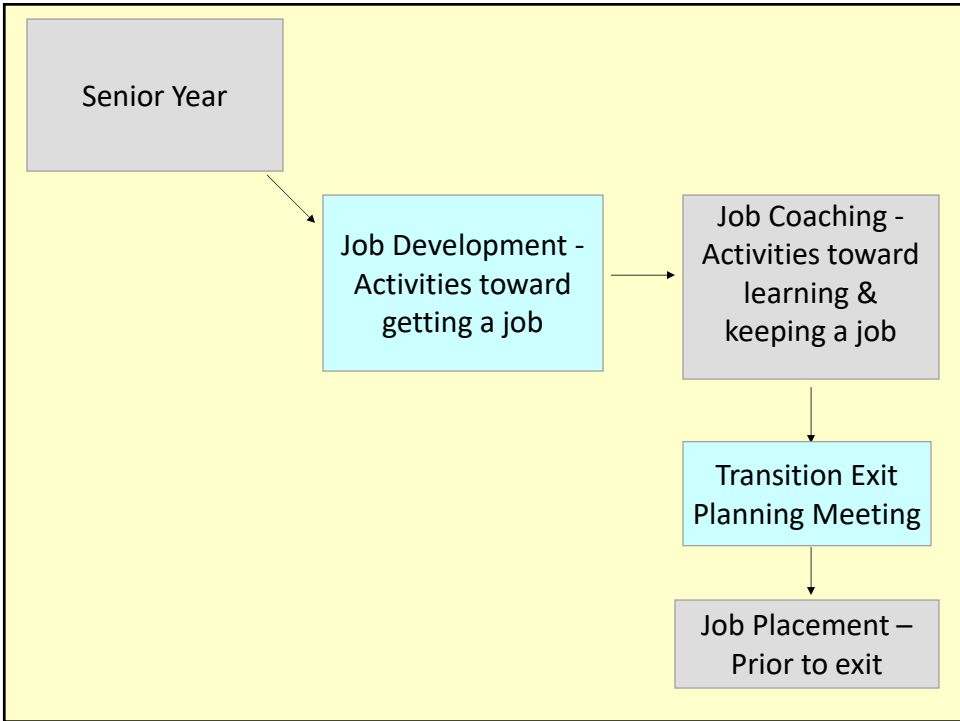 Senior Year
Job Development -
Activities toward
getting a job
Job Coaching -
Activities toward
learning &
keeping a job
Transition Exit
Planning Meeting
Job Placement –
Prior to exit